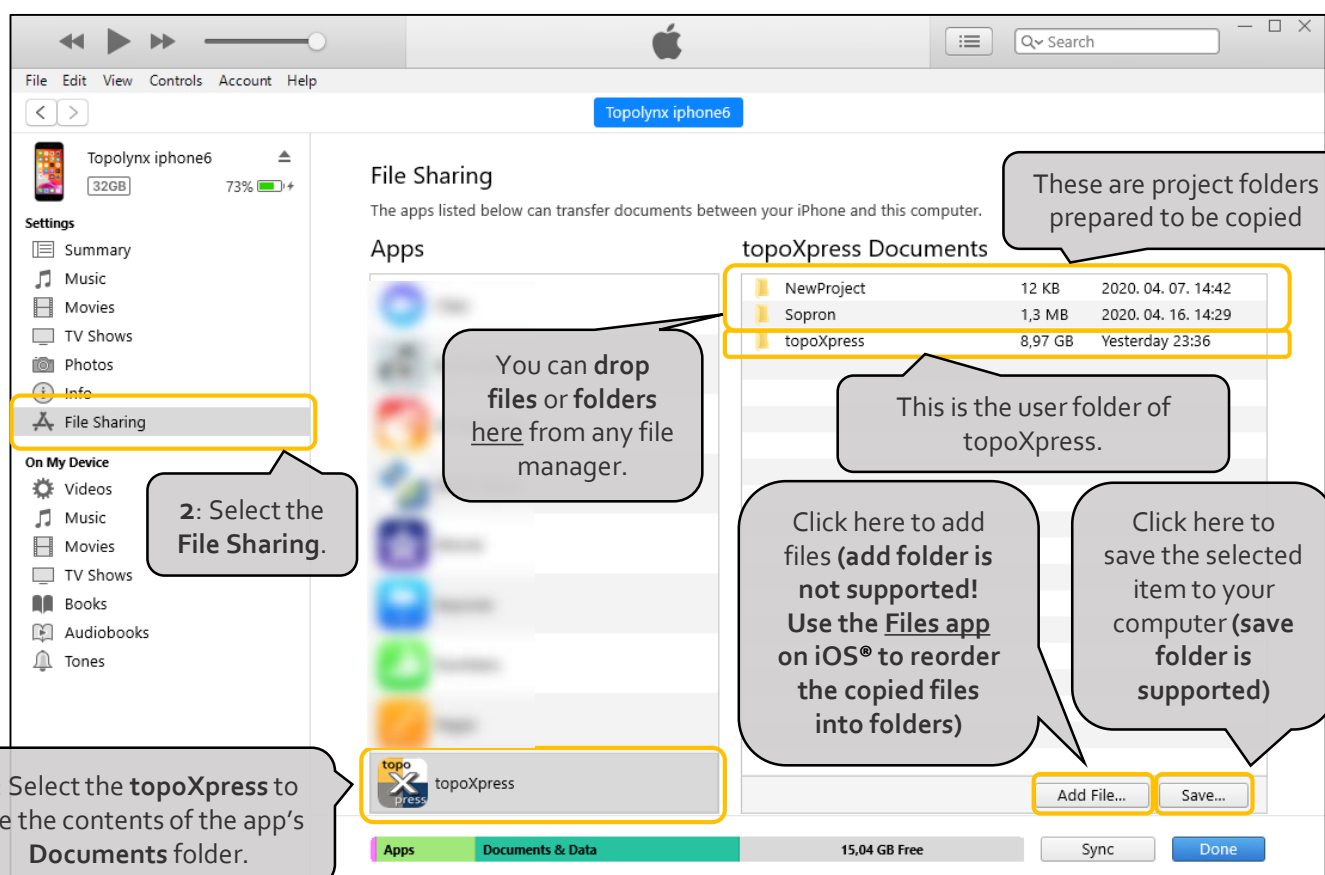 Search
File Edit View Controls Account Help
Topolynx iphone6
Topolynx iphone6
32GB 73%
Settings
Summary
Music
Movies
TV Shows
Photos
Info
File Sharing
On My Device
Videos
Music
Movies
TV Shows
Books
Audiobooks
Tones
2: Select the
File Sharing.
File Sharing
The apps listed below can transfer documents between your iPhone and this computer.
Apps
topoXpress
topo
X
press
Select the topoXpress to
the contents of the app's
Documents folder.
You can drop
files or folders
here from any file
manager.
These are project folders
prepared to be copied
topoXpress Documents
NewProject 12 KB 2020. 04. 07. 14:42
Sopron 1,3 MB 2020. 04. 16. 14:29
topoXpress 8,97 GB Yesterday 23:36
This is the user folder of
topoXpress.
Click here to add
files (add folder is
not supported!
Use the Files app
on iOS® to reorder
the copied files
into folders)
Click here to
save the selected
item to your
computer (save
folder is
supported)
Add File... Save...
Apps Documents & Data 15,04 GB Free Sync Done